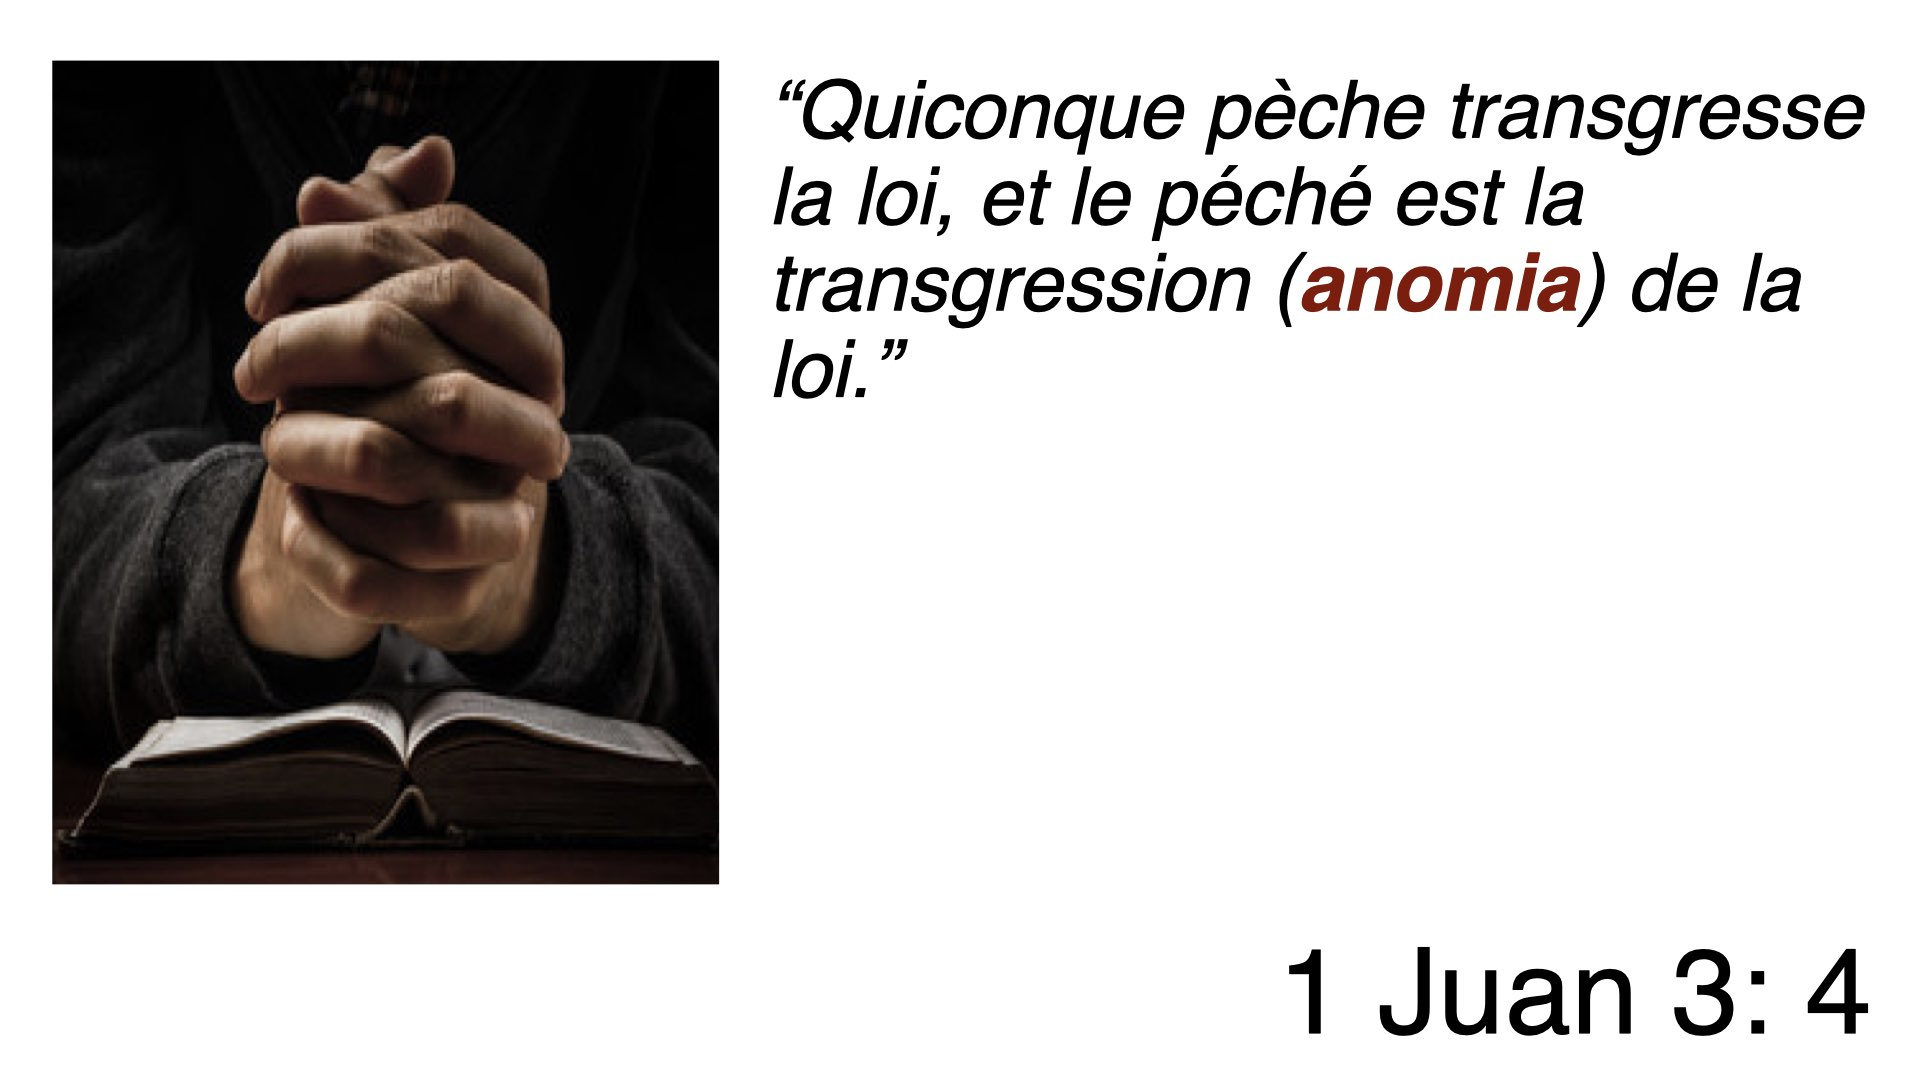 “Quiconque pèche transgresse
la loi, et le péché est la
transgression (anomia) de la
loi.”
1 Juan 3: 4